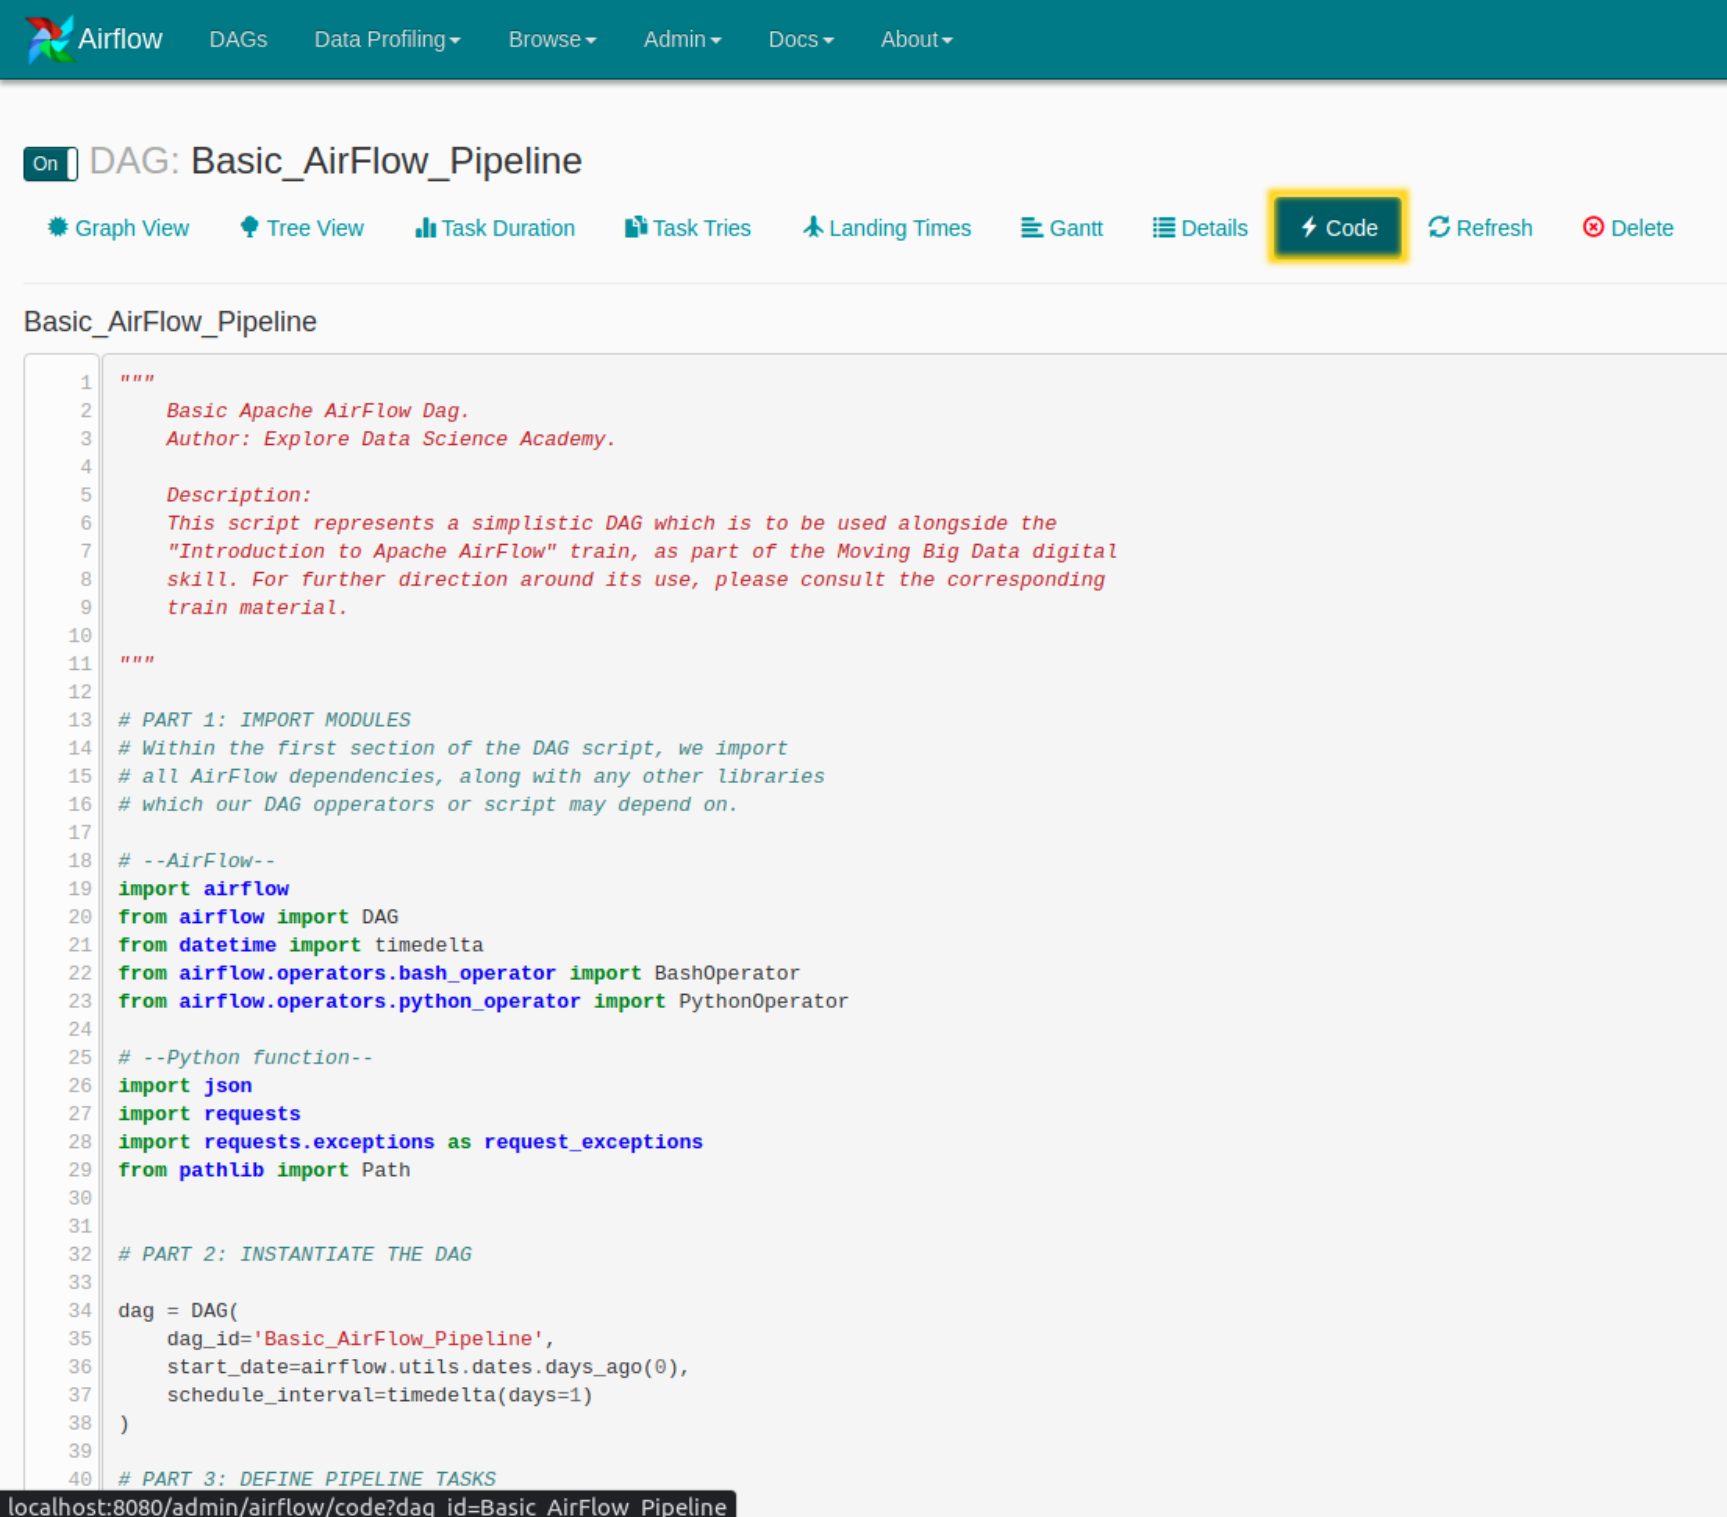 Airflow DAGs Data Profiling Browse Admin Docs About
On DAG: Basic_AirFlow_Pipeline
Graph View Tree View Task Duration Task Tries Landing Times Gantt Details Code Refresh Delete
Basic_AirFlow_Pipeline
1 """
2     Basic Apache AirFlow Dag.
3     Author: Explore Data Science Academy.
4
5     Description:
6     This script represents a simplistic DAG which is to be used alongside the
7     "Introduction to Apache AirFlow" train, as part of the Moving Big Data digital
8     skill. For further direction around its use, please consult the corresponding
9     train material.
10
11 """
12
13 # PART 1: IMPORT MODULES
14 # Within the first section of the DAG script, we import
15 # all AirFlow dependencies, along with any other libraries
16 # which our DAG opperators or script may depend on.
17
18 # --AirFlow--
19 import airflow
20 from airflow import DAG
21 from datetime import timedelta
22 from airflow.operators.bash_operator import BashOperator
23 from airflow.operators.python_operator import PythonOperator
24
25 # --Python function--
26 import json
27 import requests
28 import requests.exceptions as request_exceptions
29 from pathlib import Path
30
31
32 # PART 2: INSTANTIATE THE DAG
33
34 dag = DAG(
35     dag_id='Basic_AirFlow_Pipeline',
36     start_date=airflow.utils.dates.days_ago(0),
37     schedule_interval=timedelta(days=1)
38 )
39
40 # PART 3: DEFINE PIPELINE TASKS
localhost:8080/admin/airflow/code?dag_id=Basic_AirFlow_Pipeline